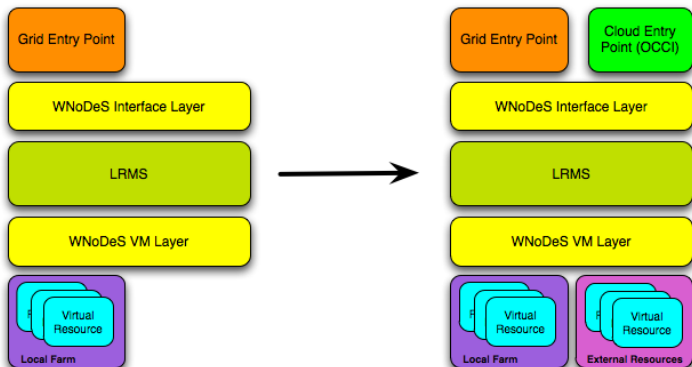 Grid Entry Point
WNoDeS Interface Layer
LRMS
WNoDeS VM Layer
Virtual
Resource
Local Farm
Grid Entry Point
Cloud Entry
Point (OCCI)
WNoDeS Interface Layer
LRMS
WNoDeS VM Layer
Virtual
Resource
Local Farm
Virtual
Resource
External Resources